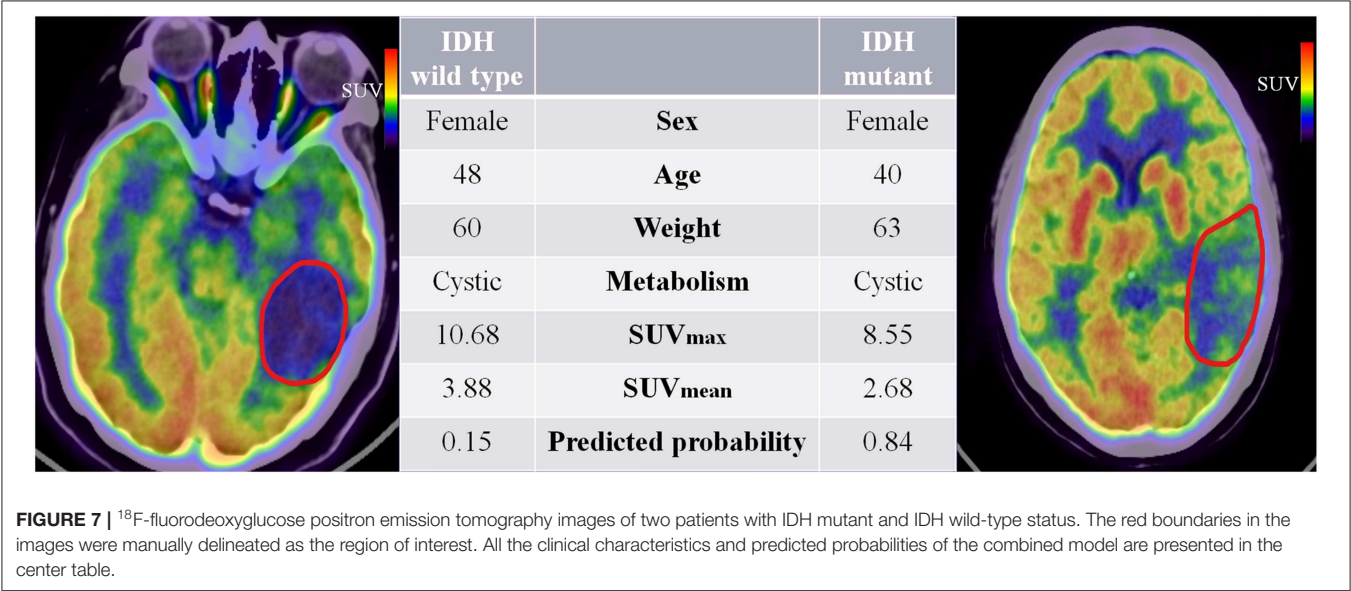 SUV
IDH wild type IDH mutant
Female Sex Female
48 Age 40
60 Weight 63
Cystic Metabolism Cystic
10.68 SUVmax 8.55
3.88 SUVmean 2.68
0.15 Predicted probability 0.84
SUV
FIGURE 7 | 18F-fluorodeoxyglucose positron emission tomography images of two patients with IDH mutant and IDH wild-type status. The red boundaries in the
images were manually delineated as the region of interest. All the clinical characteristics and predicted probabilities of the combined model are presented in the
center table.